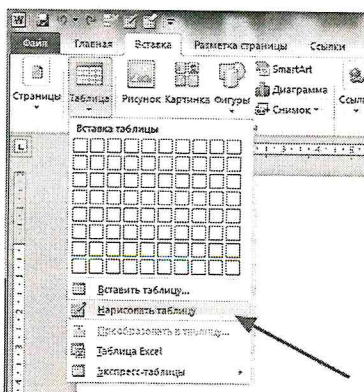 W
Файл Главная Вставка Разметка страницы Ссылки
Страницы Таблица Рисунок Картинка Фигуры SmartArt
Диаграмма
Снимок
Ссыл
Вставка таблицы
L
Вставить таблицу...
Нарисовать таблицу
Преобразовать в таблицу...
Таблица Excel
Экспресс-таблицы